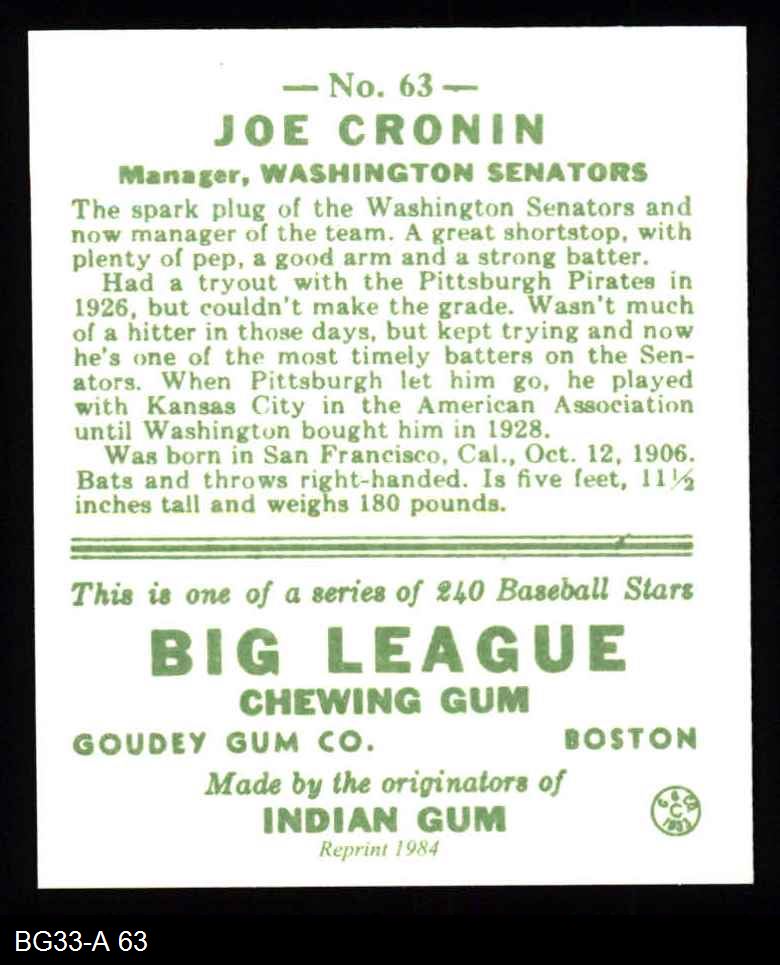 — No. 63 —
JOE CRONIN
Manager, WASHINGTON SENATORS
The spark plug of the Washington Senators and
now manager of the team. A great shortstop, with
plenty of pep, a good arm and a strong batter.
Had a tryout with the Pittsburgh Pirates in
1926, but couldn't make the grade. Wasn't much
of a hitter in those days, but kept trying and now
he's one of the most timely batters on the Sen-
ators. When Pittsburgh let him go, he played
with Kansas City in the American Association
until Washington bought him in 1928.
Was born in San Francisco, Cal., Oct. 12, 1906.
Bats and throws right-handed. Is five feet, 11½
inches tall and weighs 180 pounds.
This is one of a series of 240 Baseball Stars
BIG LEAGUE
CHEWING GUM
GOUDEY GUM CO. BOSTON
Made by the originators of
INDIAN GUM
G. G. CO.
C
1933
Reprint 1984
BG33-A 63